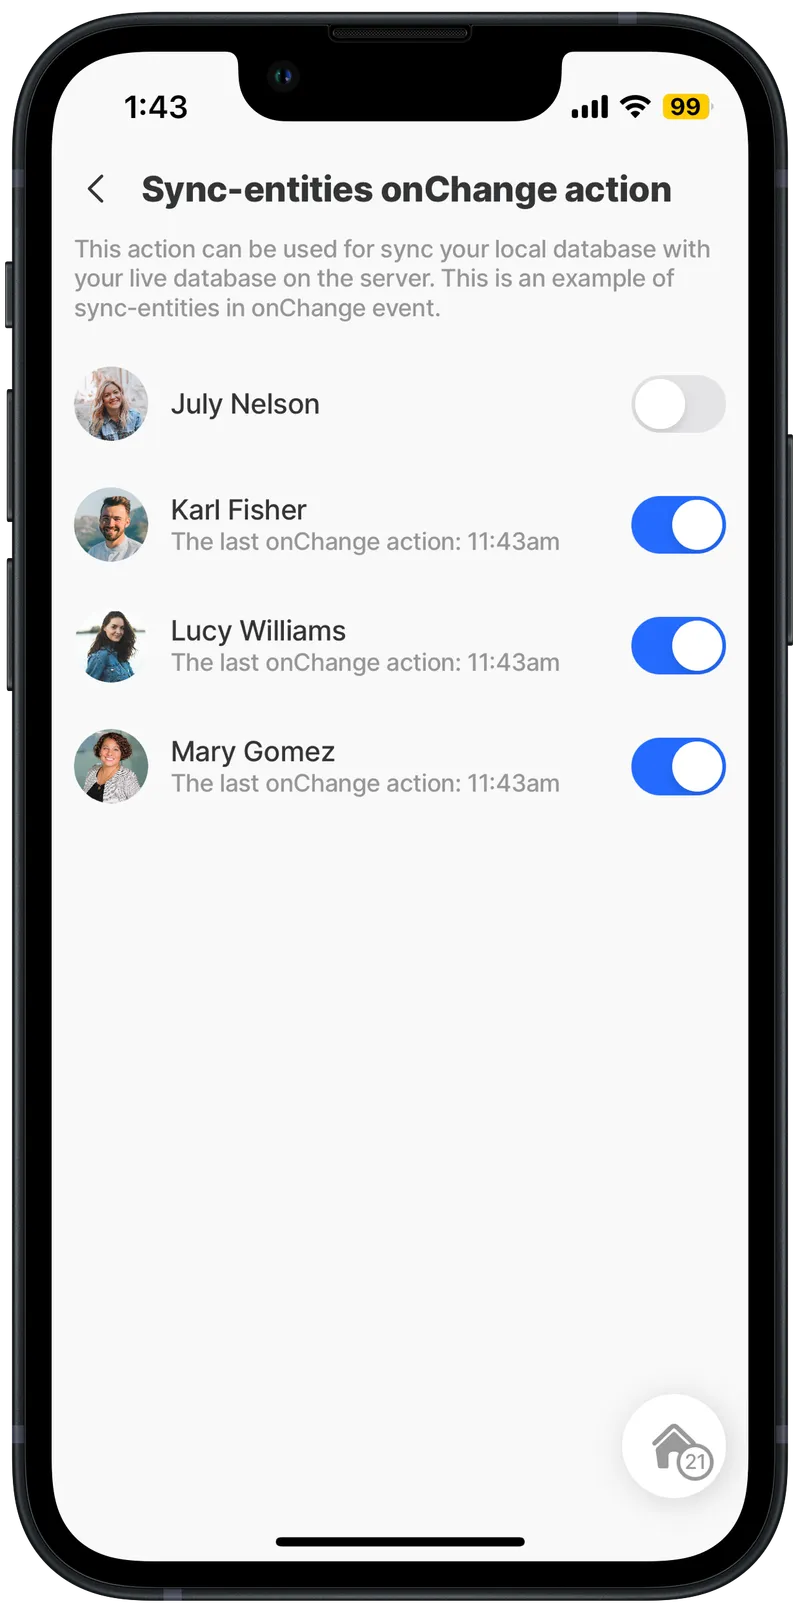 1:43
99
Sync-entities onChange action
This action can be used for sync your local database with
your live database on the server. This is an example of
sync-entities in onChange event.
July Nelson
Karl Fisher
The last onChange action: 11:43am
Lucy Williams
The last onChange action: 11:43am
Mary Gomez
The last onChange action: 11:43am
21